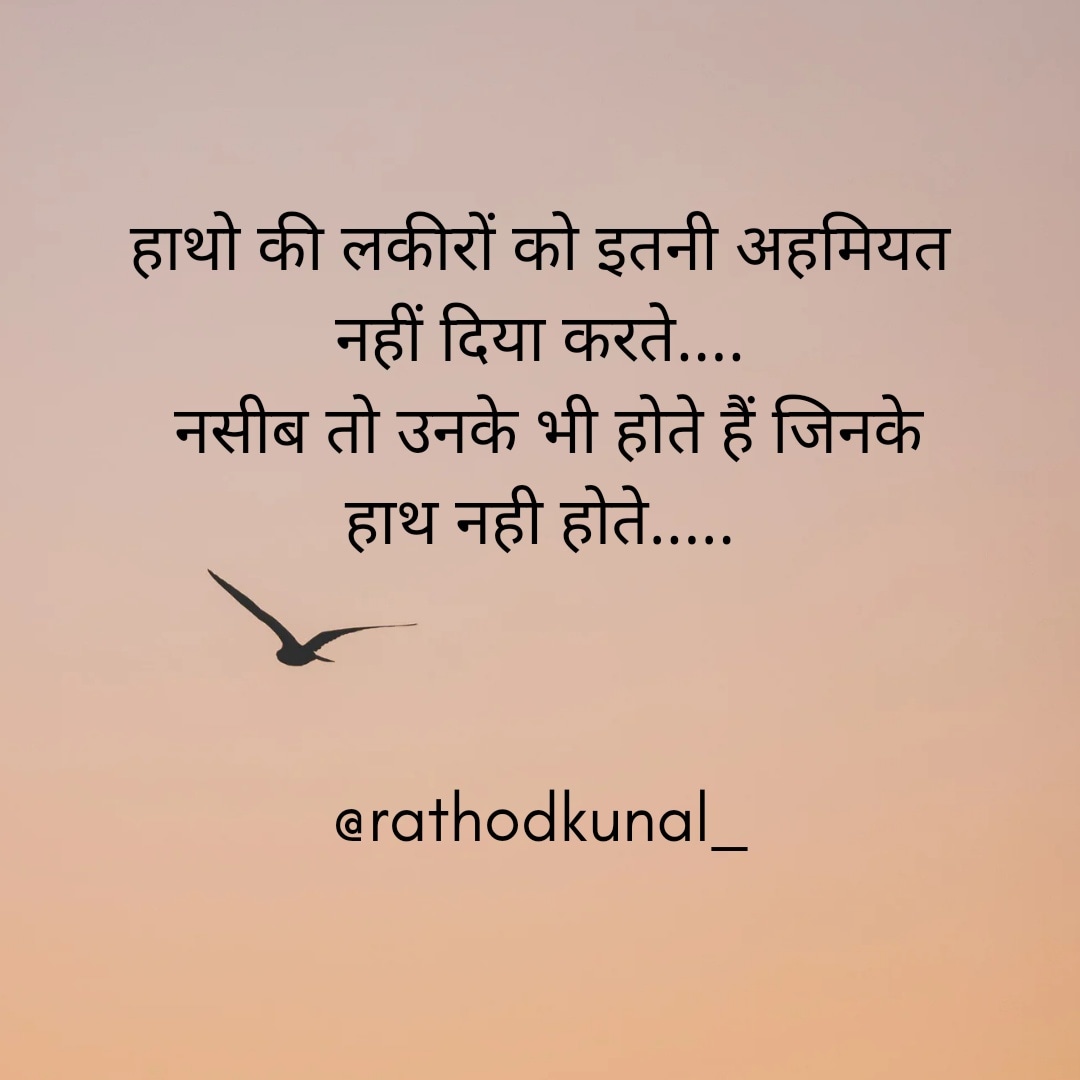 हाथो की लकीरों को इतनी अहमियत
नहीं दिया करते....
नसीब तो उनके भी होते हैं जिनके
हाथ नही होते.....
@rathodkunal_